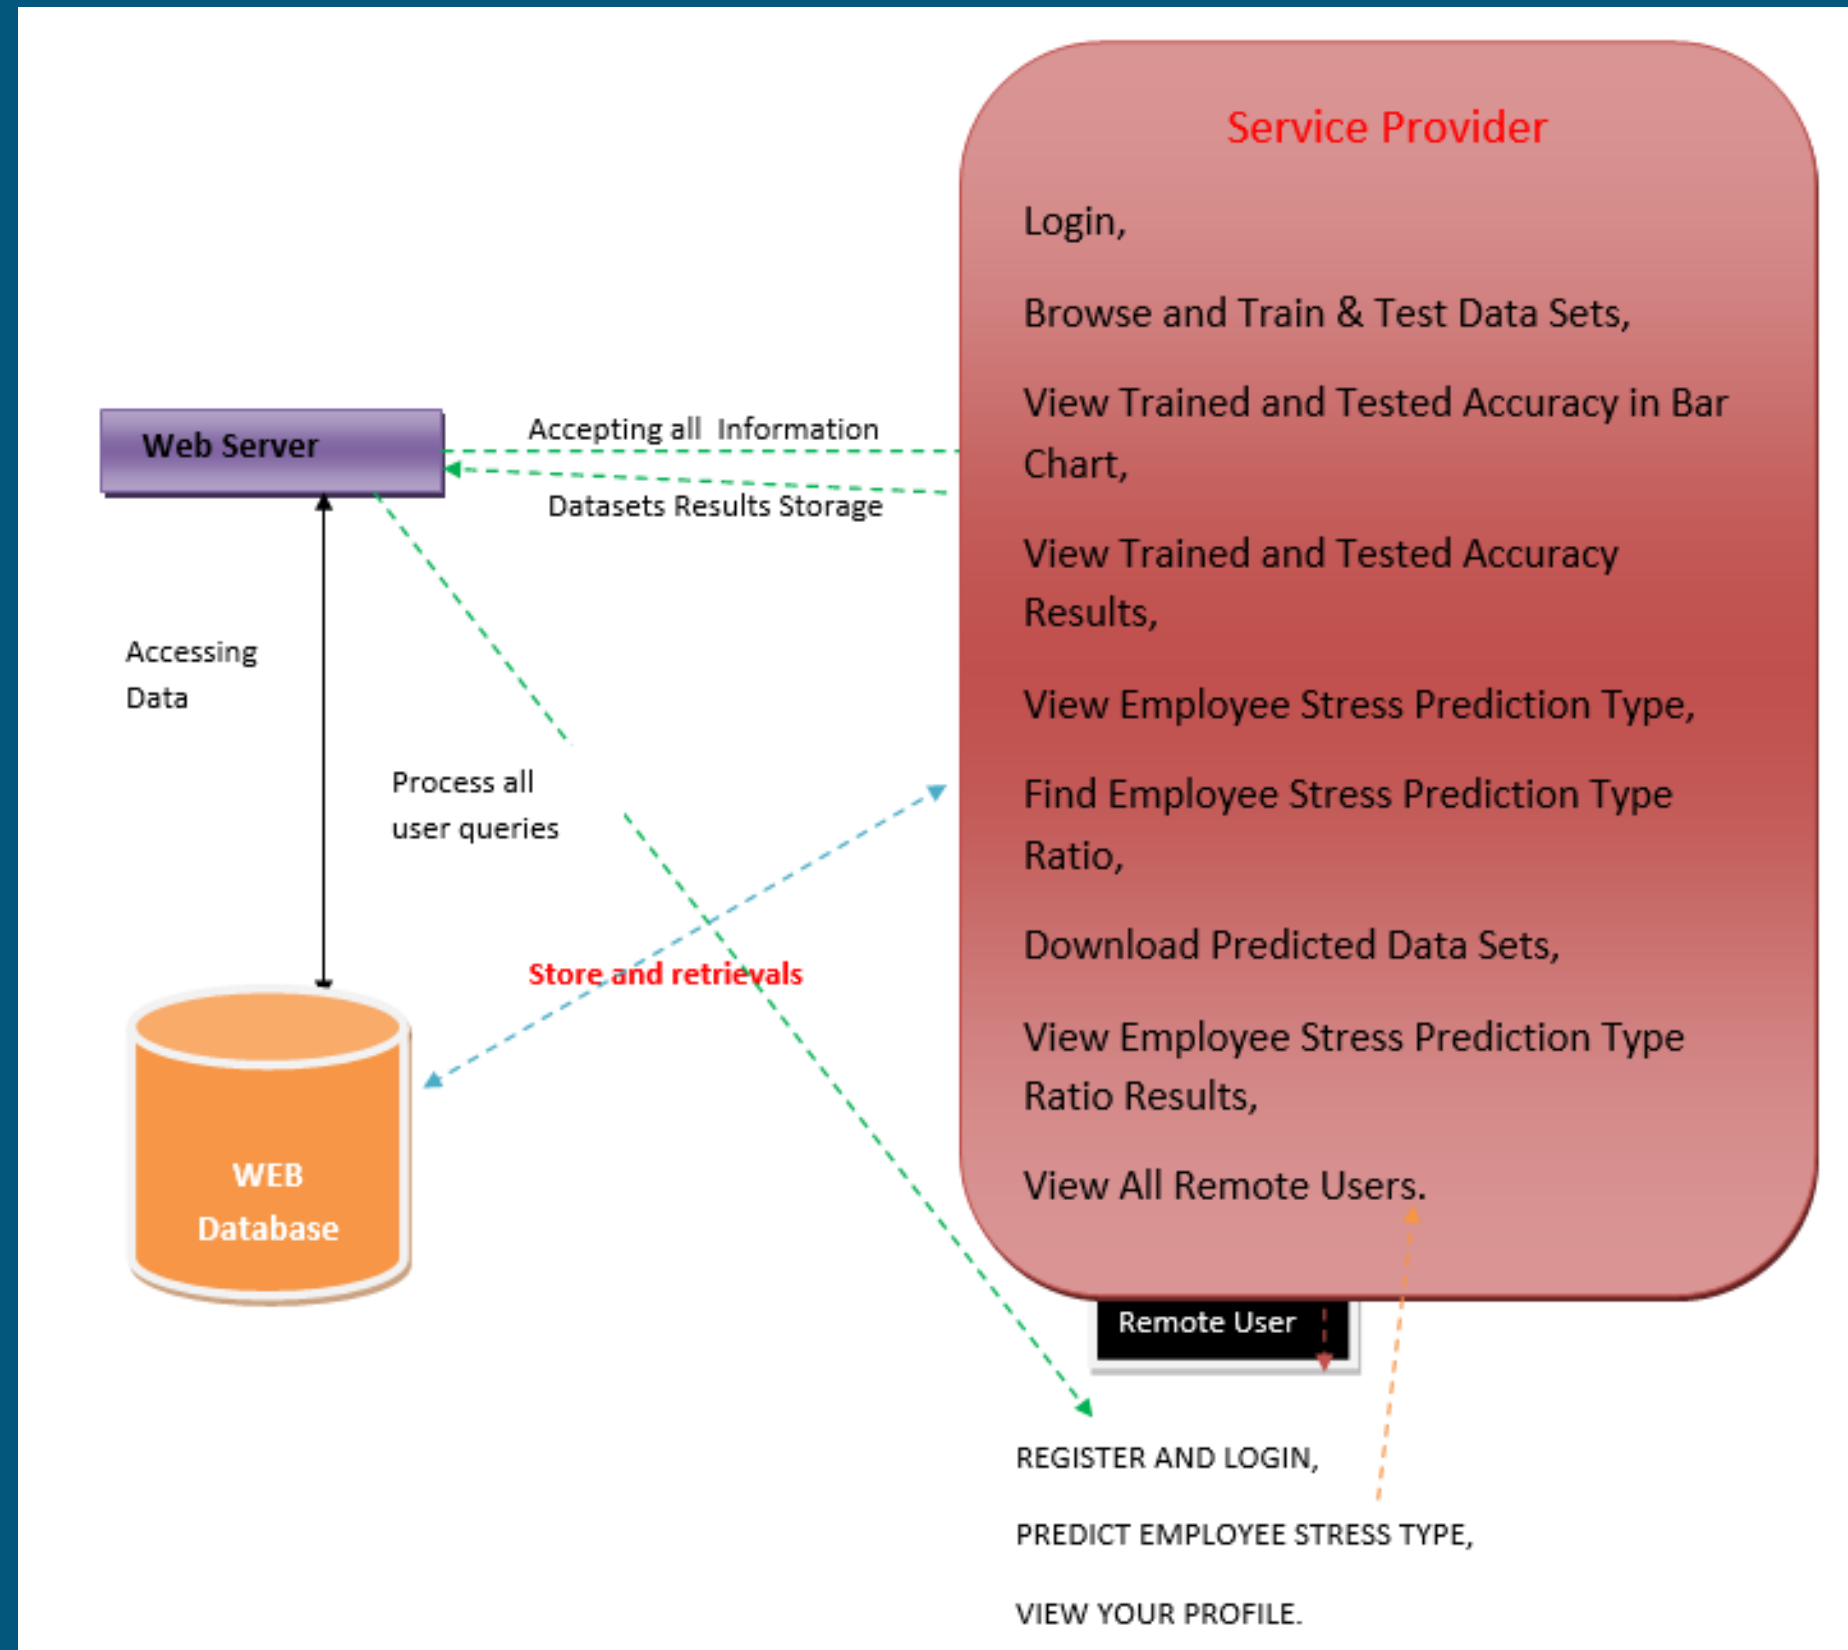 Service Provider
Login,
Browse and Train & Test Data Sets,
View Trained and Tested Accuracy in Bar
Chart,
View Trained and Tested Accuracy
Results,
View Employee Stress Prediction Type,
Find Employee Stress Prediction Type
Ratio,
Download Predicted Data Sets,
View Employee Stress Prediction Type
Ratio Results,
View All Remote Users.
Web Server
Accepting all Information
Datasets Results Storage
Accessing
Data
Process all
user queries
Store and retrievals
WEB
Database
Remote User
REGISTER AND LOGIN,
PREDICT EMPLOYEE STRESS TYPE,
VIEW YOUR PROFILE.